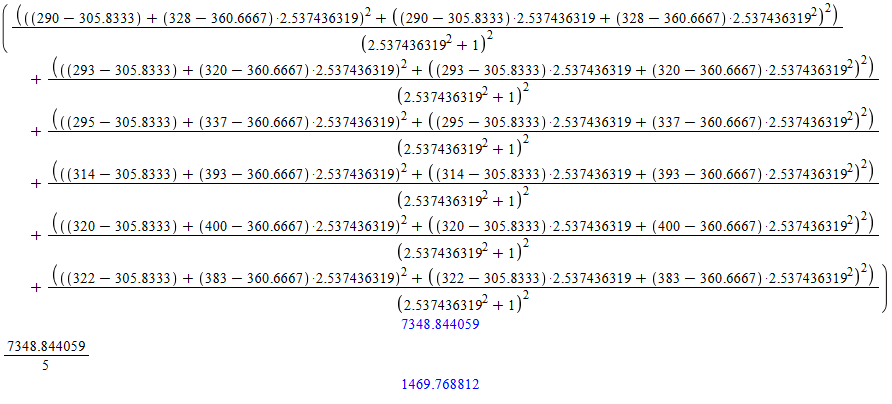 ( (((290 − 305.8333) + (328 − 360.6667)·2.537436319)² + ((290 − 305.8333)·2.537436319 + (328 − 360.6667)·2.537436319²)²)
(2.537436319² + 1)²
+ (((293 − 305.8333) + (320 − 360.6667)·2.537436319)² + ((293 − 305.8333)·2.537436319 + (320 − 360.6667)·2.537436319²)²)
(2.537436319² + 1)²
+ (((295 − 305.8333) + (337 − 360.6667)·2.537436319)² + ((295 − 305.8333)·2.537436319 + (337 − 360.6667)·2.537436319²)²)
(2.537436319² + 1)²
+ (((314 − 305.8333) + (393 − 360.6667)·2.537436319)² + ((314 − 305.8333)·2.537436319 + (393 − 360.6667)·2.537436319²)²)
(2.537436319² + 1)²
+ (((320 − 305.8333) + (400 − 360.6667)·2.537436319)² + ((320 − 305.8333)·2.537436319 + (400 − 360.6667)·2.537436319²)²)
(2.537436319² + 1)²
+ (((322 − 305.8333) + (383 − 360.6667)·2.537436319)² + ((322 − 305.8333)·2.537436319 + (383 − 360.6667)·2.537436319²)²) )
(2.537436319² + 1)²
7348.844059
7348.844059
5
1469.768812